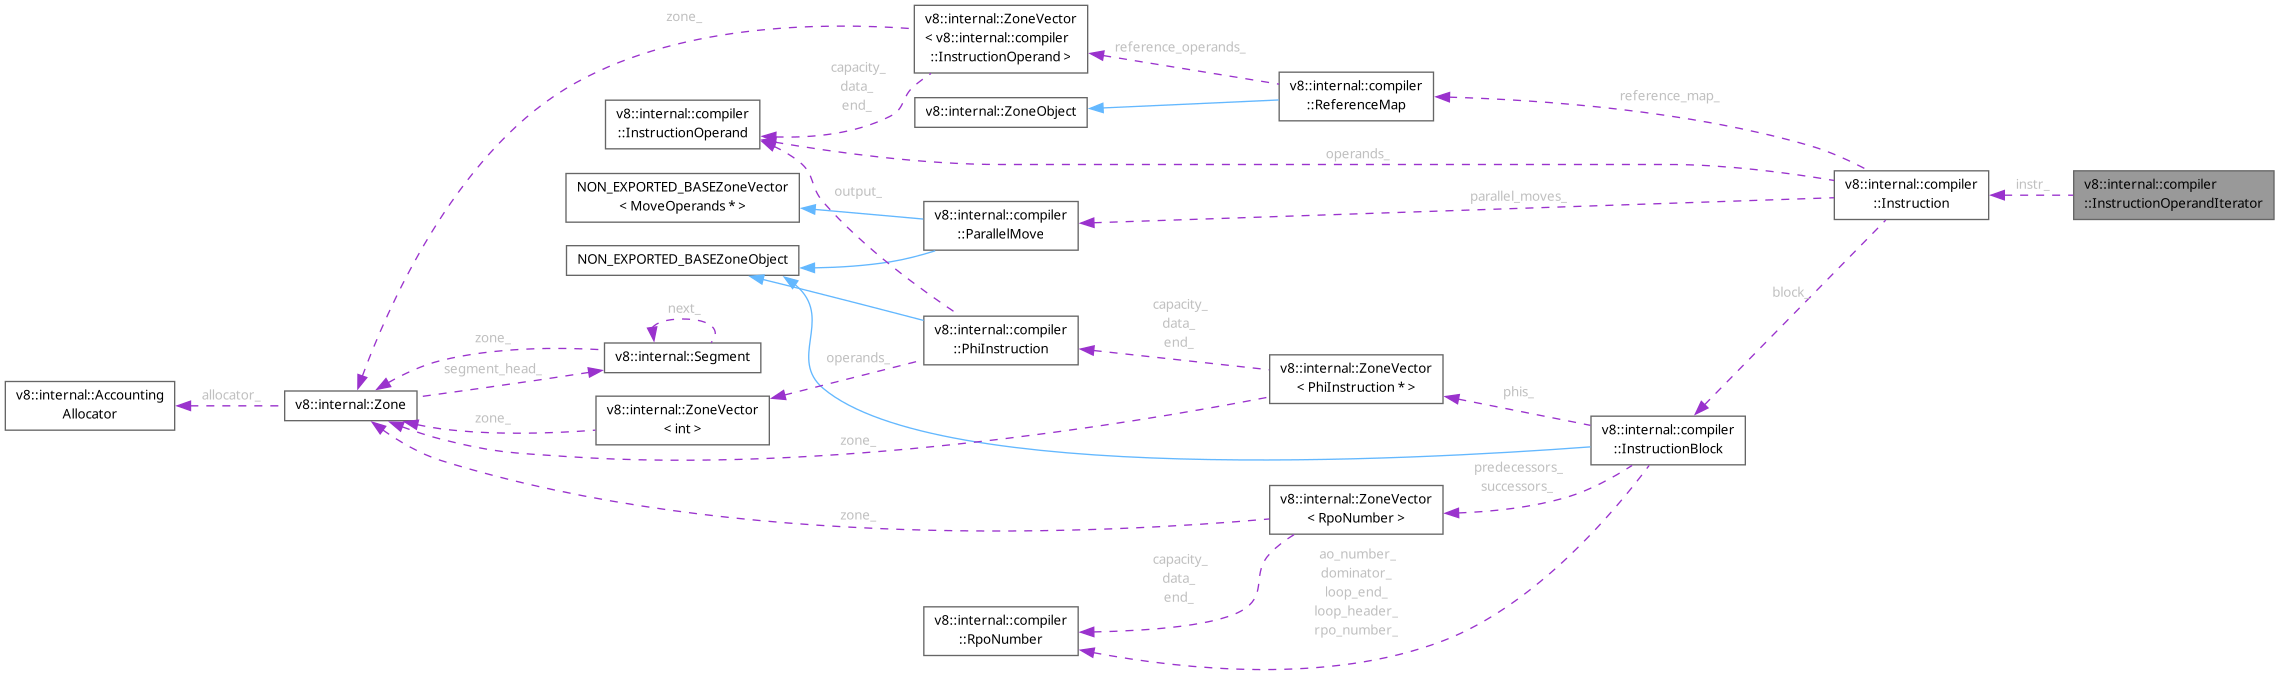 zone_
v8::internal::ZoneVector
< v8::internal::compiler
::InstructionOperand >
reference_operands_
capacity_
data_
end_
v8::internal::compiler
::ReferenceMap
reference_map_
v8::internal::ZoneObject
v8::internal::compiler
::InstructionOperand
operands_
NON_EXPORTED_BASEZoneVector
< MoveOperands * >
output_
parallel_moves_
v8::internal::compiler
::Instruction
instr_
v8::internal::compiler
::InstructionOperandIterator
v8::internal::compiler
::ParallelMove
NON_EXPORTED_BASEZoneObject
block_
next_
capacity_
data_
end_
v8::internal::compiler
::PhiInstruction
zone_
v8::internal::Segment
segment_head_
operands_
v8::internal::ZoneVector
< PhiInstruction * >
phis_
v8::internal::Accounting
Allocator
allocator_
v8::internal::Zone
v8::internal::ZoneVector
< int >
zone_
zone_
v8::internal::compiler
::InstructionBlock
predecessors_
successors_
v8::internal::ZoneVector
< RpoNumber >
zone_
capacity_
data_
end_
ao_number_
dominator_
loop_end_
loop_header_
rpo_number_
v8::internal::compiler
::RpoNumber